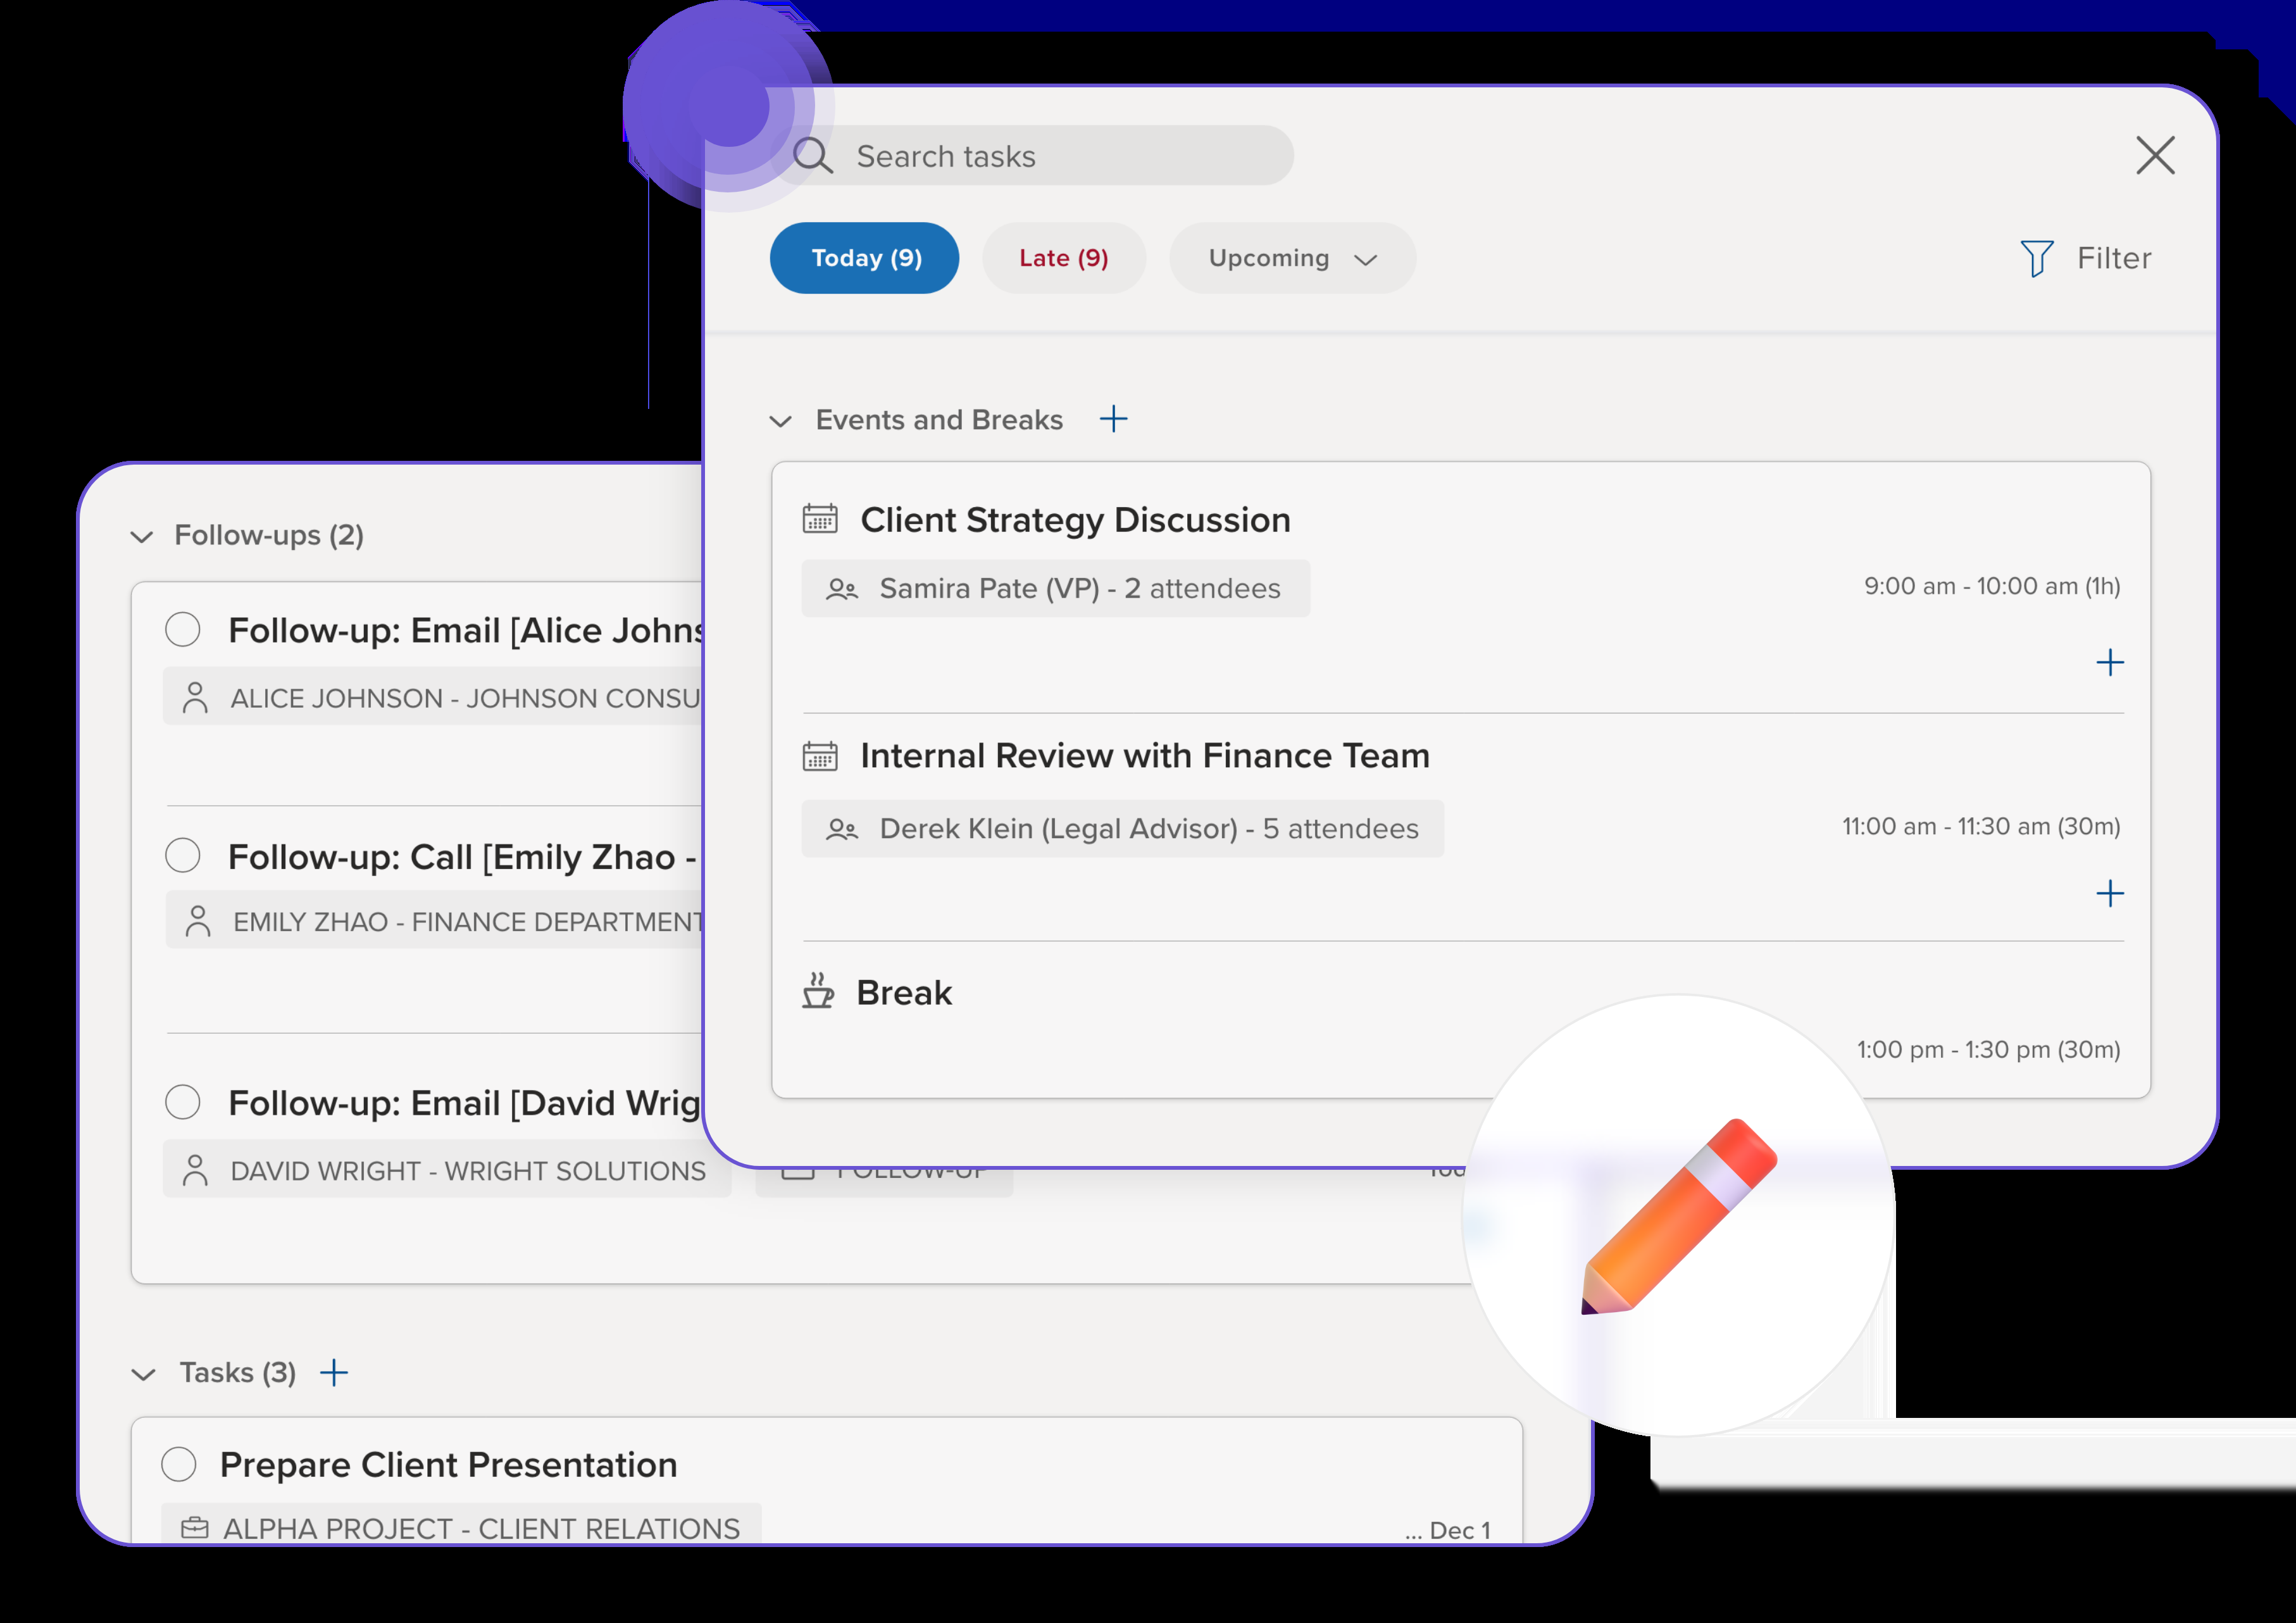 Search tasks
Today (9)
Late (9)
Upcoming
Filter
Events and Breaks
Client Strategy Discussion
Samira Pate (VP) - 2 attendees
9:00 am - 10:00 am (1h)
Internal Review with Finance Team
Derek Klein (Legal Advisor) - 5 attendees
11:00 am - 11:30 am (30m)
Break
1:00 pm - 1:30 pm (30m)
Follow-ups (2)
Follow-up: Email [Alice Johns
ALICE JOHNSON - JOHNSON CONSU
Follow-up: Call [Emily Zhao -
EMILY ZHAO - FINANCE DEPARTMENT
Follow-up: Email [David Wrig
DAVID WRIGHT - WRIGHT SOLUTIONS
FOLLOW-UP
Tasks (3)
Prepare Client Presentation
ALPHA PROJECT - CLIENT RELATIONS
... Dec 1